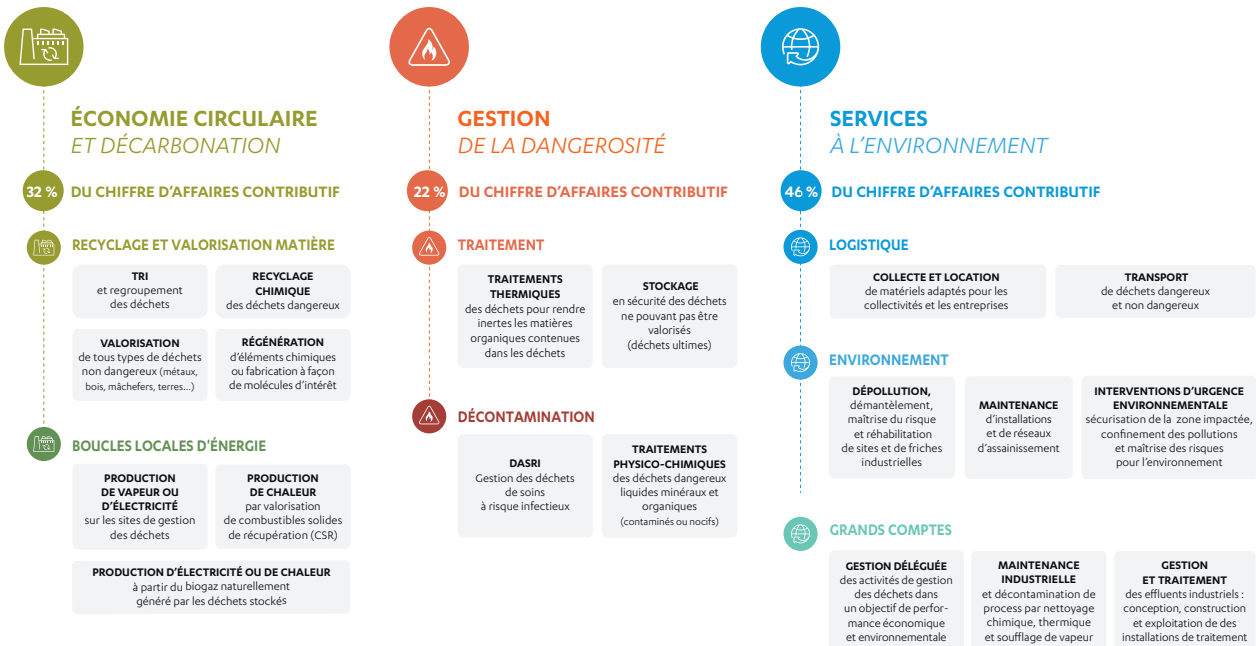 ÉCONOMIE CIRCULAIRE
ET DÉCARBONATION
32 %
DU CHIFFRE D'AFFAIRES CONTRIBUTIF
RECYCLAGE ET VALORISATION MATIÈRE
TRI
et regroupement
des déchets
RECYCLAGE
CHIMIQUE
des déchets dangereux
VALORISATION
de tous types de déchets
non dangereux (métaux,
bois, mâchefers, terres...)
RÉGÉNÉRATION
d'éléments chimiques
ou fabrication à façon
de molécules d'intérêt
BOUCLES LOCALES D'ÉNERGIE
PRODUCTION
DE VAPEUR OU
D'ÉLECTRICITÉ
sur les sites de gestion
des déchets
PRODUCTION
DE CHALEUR
par valorisation
de combustibles solides
de récupération (CSR)
PRODUCTION D'ÉLECTRICITÉ OU DE CHALEUR
à partir du biogaz naturellement
généré par les déchets stockés
GESTION
DE LA DANGEROSITÉ
22 %
DU CHIFFRE D'AFFAIRES CONTRIBUTIF
TRAITEMENT
TRAITEMENTS
THERMIQUES
des déchets pour rendre
inertes les matières
organiques contenues
dans les déchets
STOCKAGE
en sécurité des déchets
ne pouvant pas être
valorisés
(déchets ultimes)
DÉCONTAMINATION
DASRI
Gestion des déchets
de soins
à risque infectieux
TRAITEMENTS
PHYSICO-CHIMIQUES
des déchets dangereux
liquides minéraux et
organiques
(contaminés ou nocifs)
SERVICES
À L'ENVIRONNEMENT
46 %
DU CHIFFRE D'AFFAIRES CONTRIBUTIF
LOGISTIQUE
COLLECTE ET LOCATION
de matériels adaptés pour les
collectivités et les entreprises
TRANSPORT
de déchets dangereux
et non dangereux
ENVIRONNEMENT
DÉPOLLUTION,
démantèlement,
maîtrise du risque
et réhabilitation
de sites et de friches
industrielles
MAINTENANCE
d'installations
et de réseaux
d'assainissement
INTERVENTIONS D'URGENCE
ENVIRONNEMENTALE
sécurisation de la zone impactée,
confinement des pollutions
et maîtrise des risques
pour l'environnement
GRANDS COMPTES
GESTION DÉLÉGUÉE
des activités de gestion
des déchets dans
un objectif de perfor-
mance économique
et environnementale
MAINTENANCE
INDUSTRIELLE
et décontamination de
process par nettoyage
chimique, thermique
et soufflage de vapeur
GESTION
ET TRAITEMENT
des effluents industriels :
conception, construction
et exploitation de des
installations de traitement